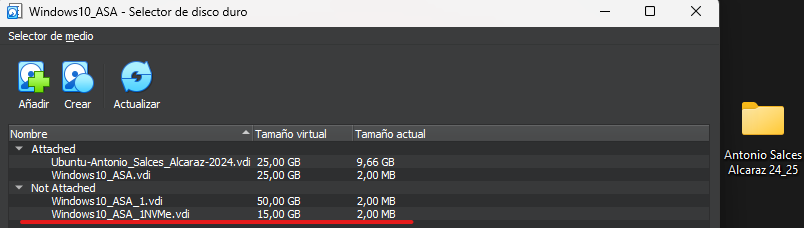 Windows10_ASA - Selector de disco duro
Selector de medio
Añadir Crear Actualizar
Nombre Tamaño virtual Tamaño actual
Attached
Ubuntu-Antonio_Salces_Alcaraz-2024.vdi 25,00 GB 9,66 GB
Windows10_ASA.vdi 25,00 GB 2,00 MB
Not Attached
Windows10_ASA_1.vdi 50,00 GB 2,00 MB
Windows10_ASA_1NVMe.vdi 15,00 GB 2,00 MB
Antonio Salces
Alcaraz 24_25